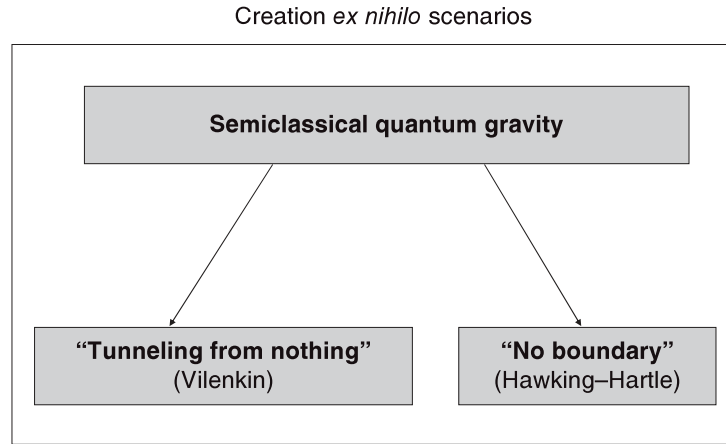 Creation ex nihilo scenarios
Semiclassical quantum gravity
“Tunneling from nothing”
(Vilenkin)
“No boundary”
(Hawking–Hartle)